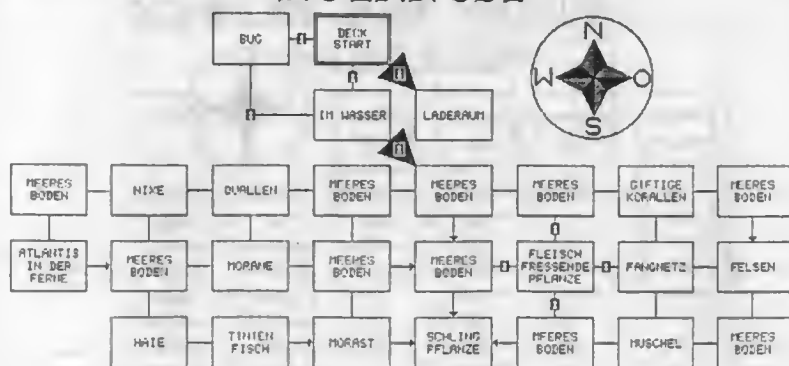 BUG
DECK
START
IM WASSER
LADERAUM
N
W
O
S
MEERES
BODEN
NIXE
QUALLEN
MEERES
BODEN
MEERES
BODEN
MEERES
BODEN
GIFTIGE
KORALLEN
MEERES
BODEN
ATLANTIS
IN DER
FERNE
MEERES
BODEN
MORÄNE
MEERES
BODEN
MEERES
BODEN
FLEISCH
FRESSENDE
PFLANZE
FANGNETZ
FELSEN
HAIE
TINTEN
FISCH
MORAST
SCHLING
PFLANZE
MEERES
BODEN
MUSCHEL
MEERES
BODEN